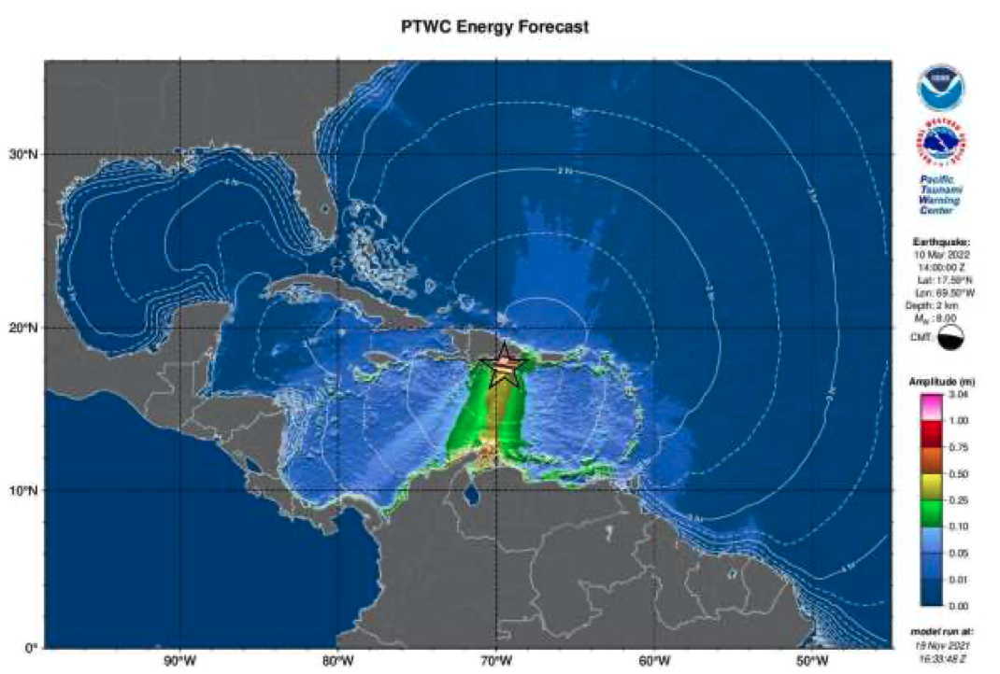 PTWC Energy Forecast
30°N
20°N
10°N
0°
90°W
80°W
70°W
60°W
50°W
Pacific
Tsunami
Warning
Center
Earthquake:
10 Mar 2022
14:00:00 Z
Lat: 17.59°N
Lon: 69.50°W
Depth: 2 km
Mw : 8.00
CMT:
Amplitude (m)
3.04
1.00
0.75
0.50
0.25
0.10
0.05
0.01
0.00
model run at:
19 Nov 2021
16:33:48 Z